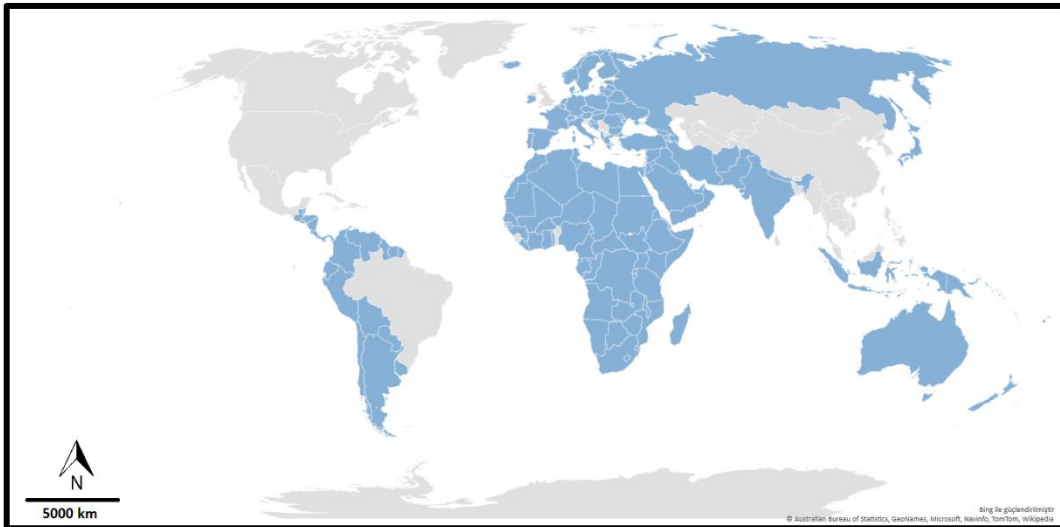 N
5000 km
Bing ile güçlendirilmiştir
© Australian Bureau of Statistics, GeoNames, Microsoft, Navinfo, TomTom, Wikipedia